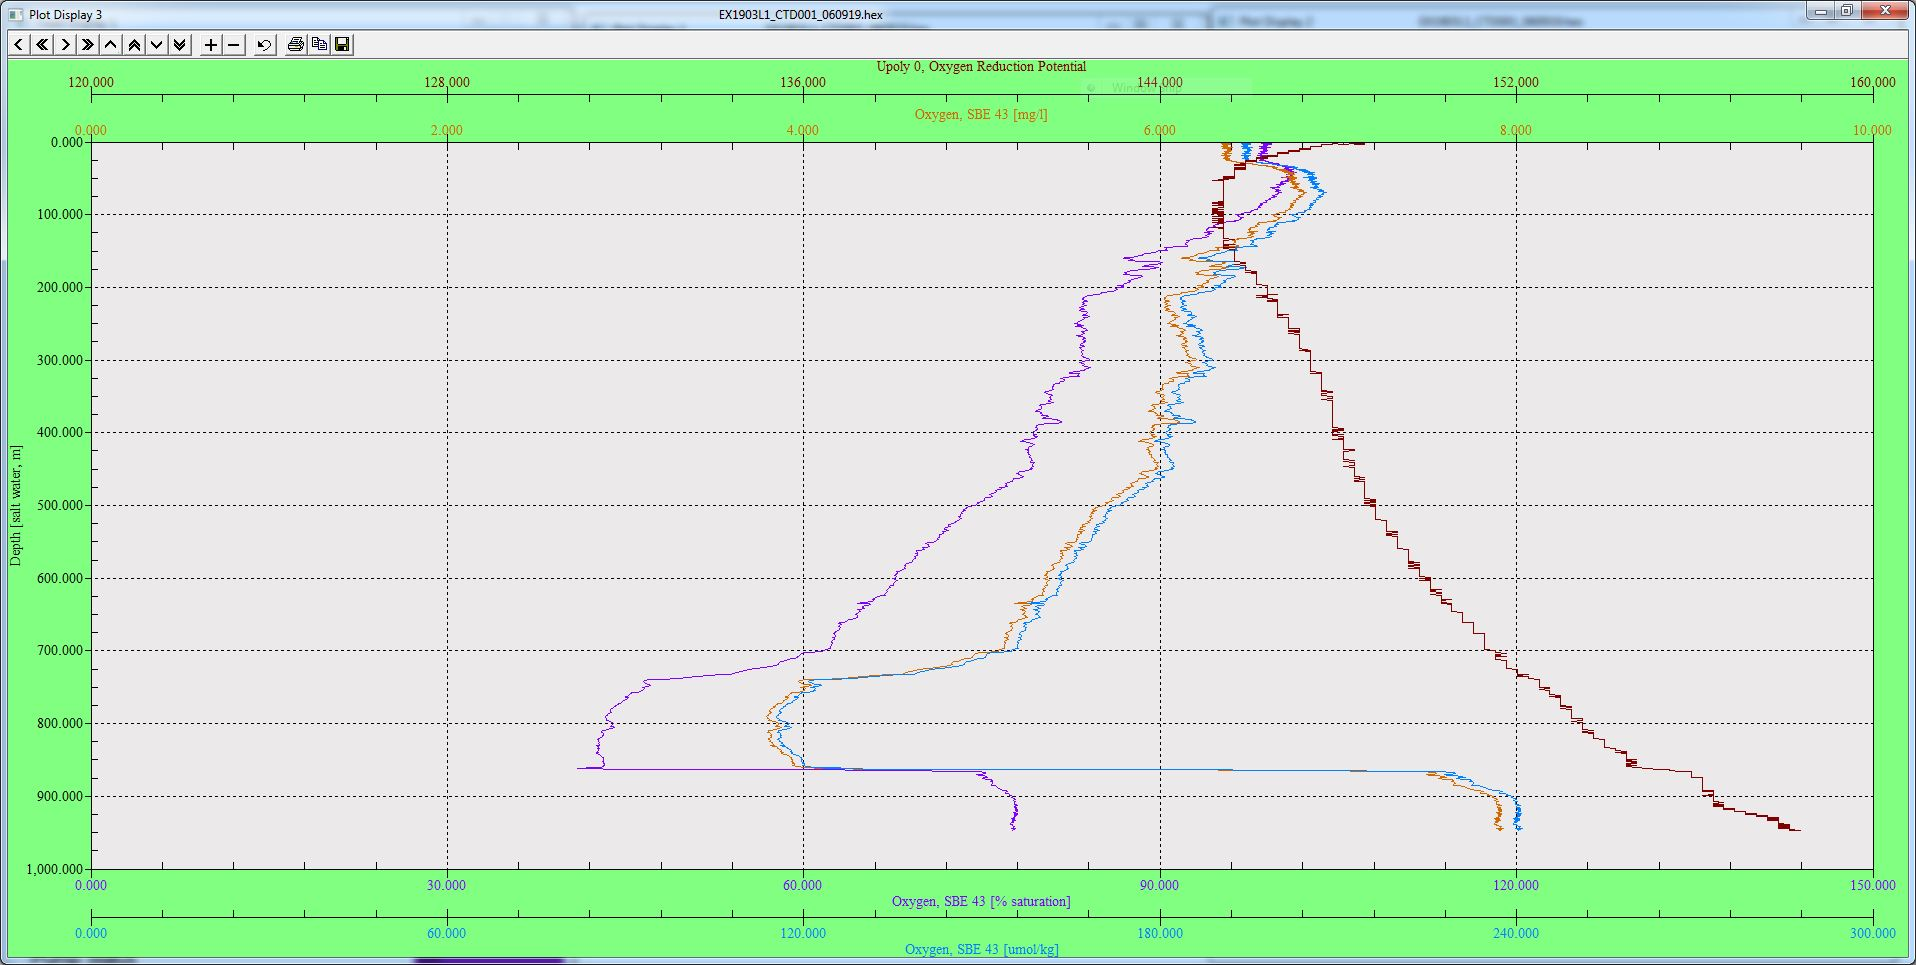 Plot Display 3
EX1903L1_CTD001_060919.hex
Upoly 0, Oxygen Reduction Potential
120.000 128.000 136.000 144.000 152.000 160.000
Oxygen, SBE 43 [mg/l]
0.000 2.000 4.000 6.000 8.000 10.000
0.000
100.000
200.000
300.000
400.000
500.000
600.000
700.000
800.000
900.000
1,000.000
Depth [salt water, m]
0.000 30.000 60.000 90.000 120.000 150.000
Oxygen, SBE 43 [% saturation]
0.000 60.000 120.000 180.000 240.000 300.000
Oxygen, SBE 43 [umol/kg]